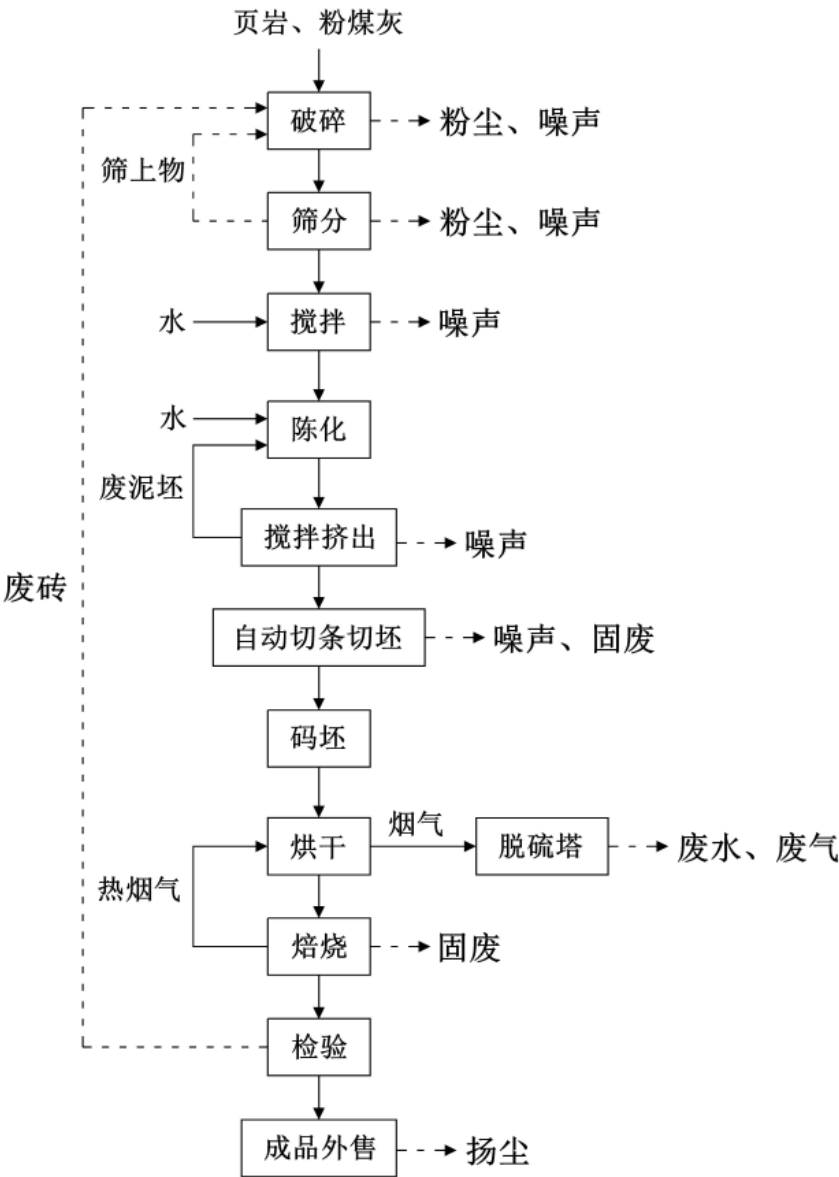 页岩、粉煤灰
破碎
粉尘、噪声
筛上物
筛分
粉尘、噪声
水
搅拌
噪声
水
陈化
废泥坯
搅拌挤出
噪声
废砖
自动切条切坯
噪声、固废
码坯
烟气
烘干
脱硫塔
废水、废气
热烟气
焙烧
固废
检验
成品外售
扬尘